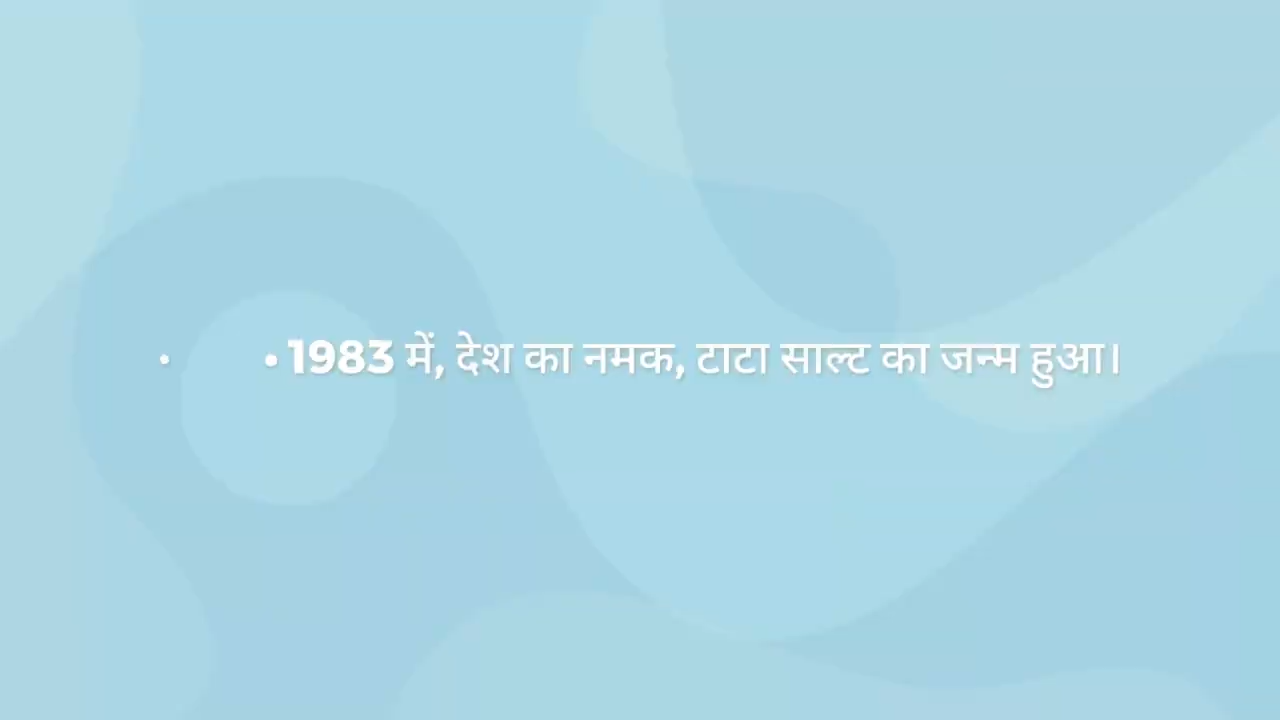 • • 1983 में, देश का नमक, टाटा साल्ट का जन्म हुआ।